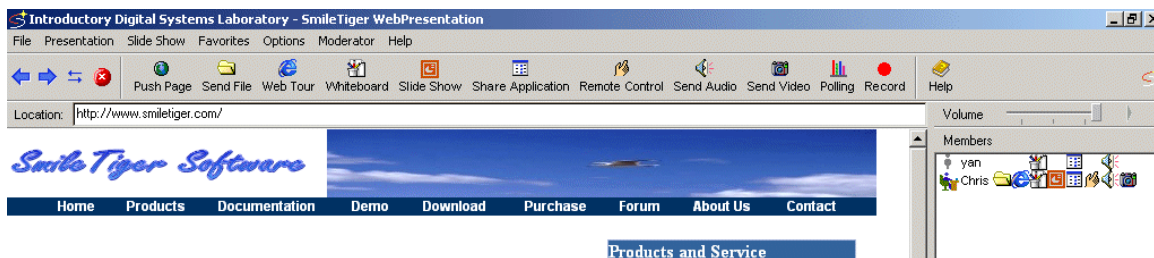 Introductory Digital Systems Laboratory - SmileTiger WebPresentation
File Presentation Slide Show Favorites Options Moderator Help
Push Page Send File Web Tour Whiteboard Slide Show Share Application Remote Control Send Audio Send Video Polling Record Help
Location: http://www.smiletiger.com/ Volume
Members
Smile Tiger Software
yan
Chris
Home Products Documentation Demo Download Purchase Forum About Us Contact
Products and Service